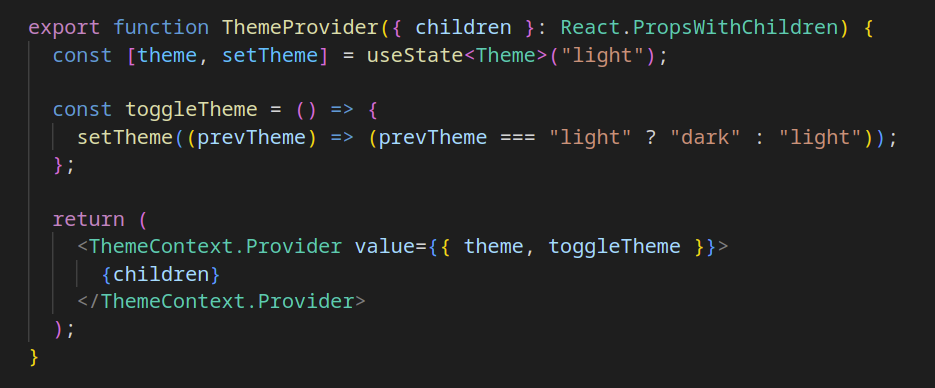 export function ThemeProvider({ children }: React.PropsWithChildren) {
  const [theme, setTheme] = useState<Theme>("light");

  const toggleTheme = () => {
    setTheme((prevTheme) => (prevTheme === "light" ? "dark" : "light"));
  };

  return (
    <ThemeContext.Provider value={{ theme, toggleTheme }}>
      {children}
    </ThemeContext.Provider>
  );
}